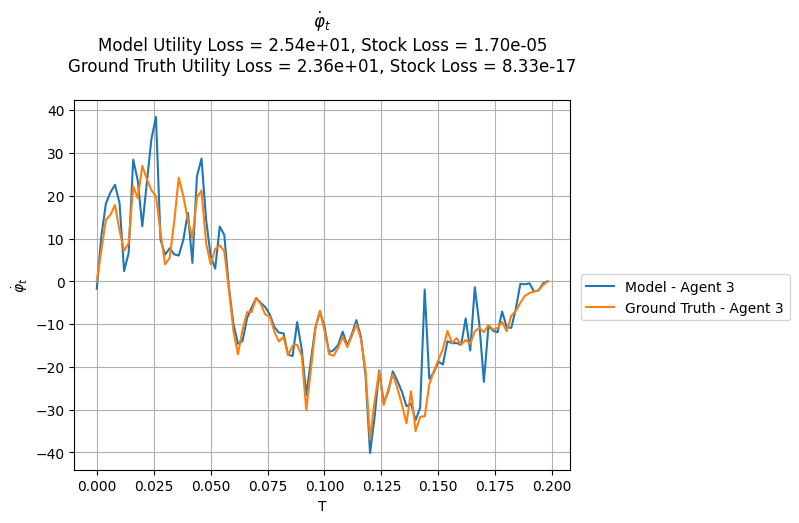 φ̇ₜ
Model Utility Loss = 2.54e+01, Stock Loss = 1.70e-05
Ground Truth Utility Loss = 2.36e+01, Stock Loss = 8.33e-17
40
30
20
10
0
−10
−20
−30
−40
φ̇ₜ
0.000
0.025
0.050
0.075
0.100
0.125
0.150
0.175
0.200
T
Model - Agent 3
Ground Truth - Agent 3